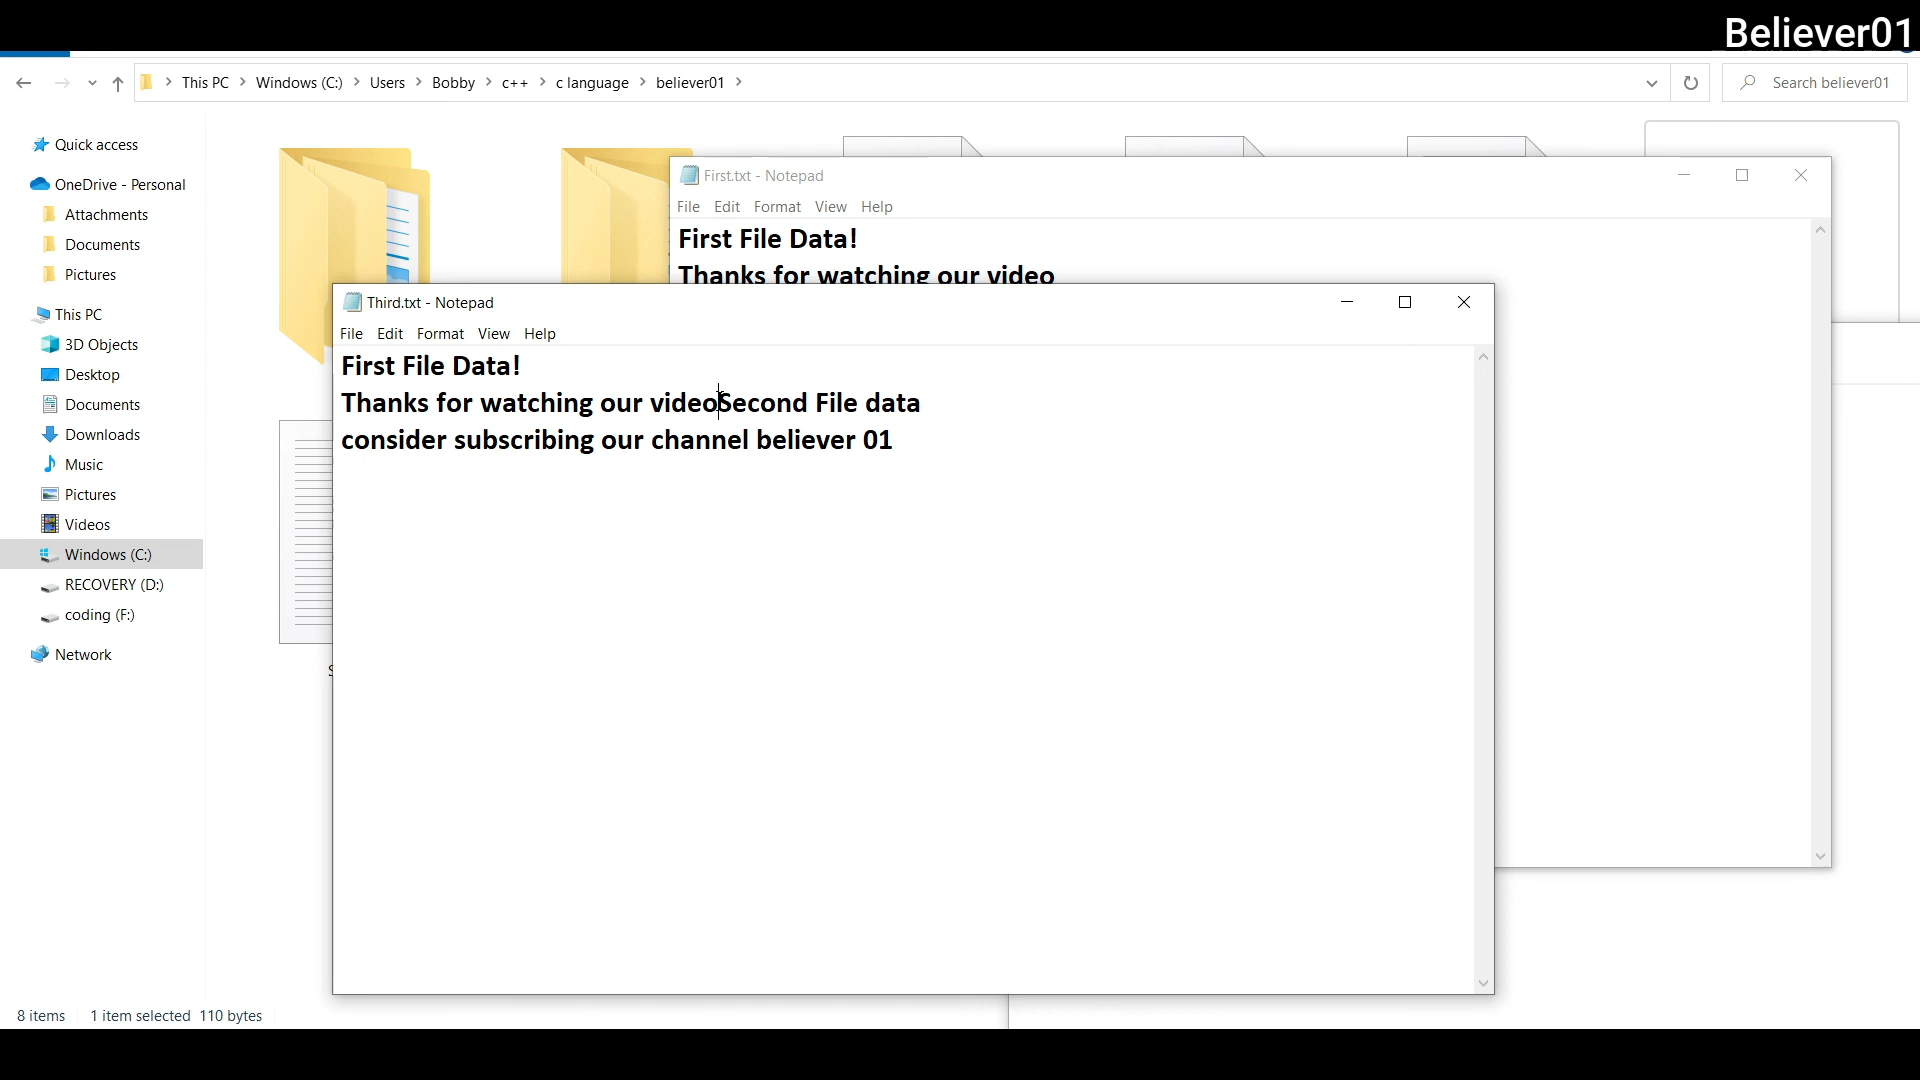 Believer01
This PC Windows (C:) Users Bobby c++ c language believer01
Search believer01
Quick access
OneDrive - Personal
Attachments
Documents
Pictures
This PC
3D Objects
Desktop
Documents
Downloads
Music
Pictures
Videos
Windows (C:)
RECOVERY (D:)
coding (F:)
Network
First.txt - Notepad
File Edit Format View Help
First File Data!
Thanks for watching our video
Third.txt - Notepad
File Edit Format View Help
First File Data!
Thanks for watching our videoSecond File data
consider subscribing our channel believer 01
8 items 1 item selected 110 bytes